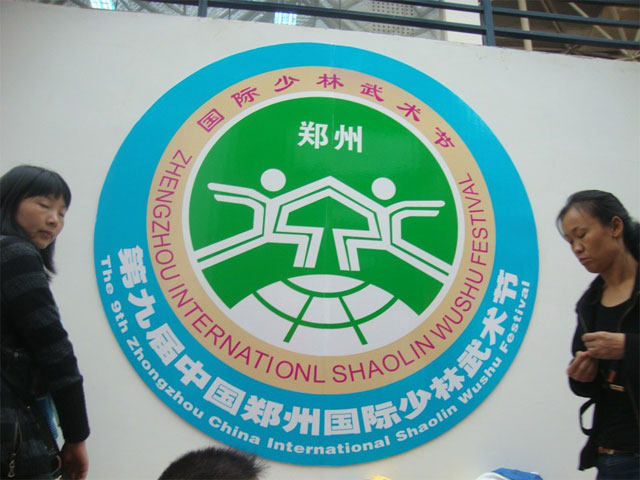 国际少林武术节
郑州
ZHENGZHOU INTERNATIONL SHAOLIN WUSHU FESTIVAL
第九届中国郑州国际少林武术节
The 9th Zhongzhou China International Shaolin Wushu Festival